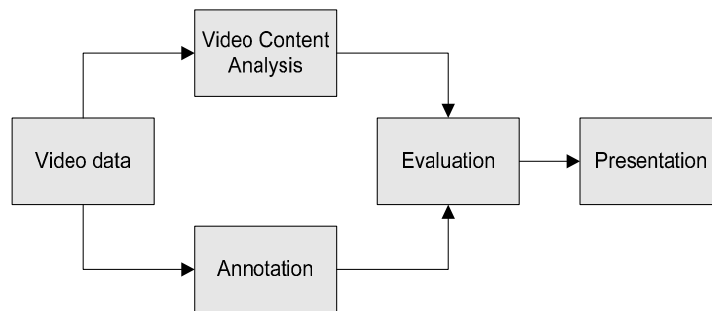 Video Content
Analysis
Video data
Evaluation
Presentation
Annotation